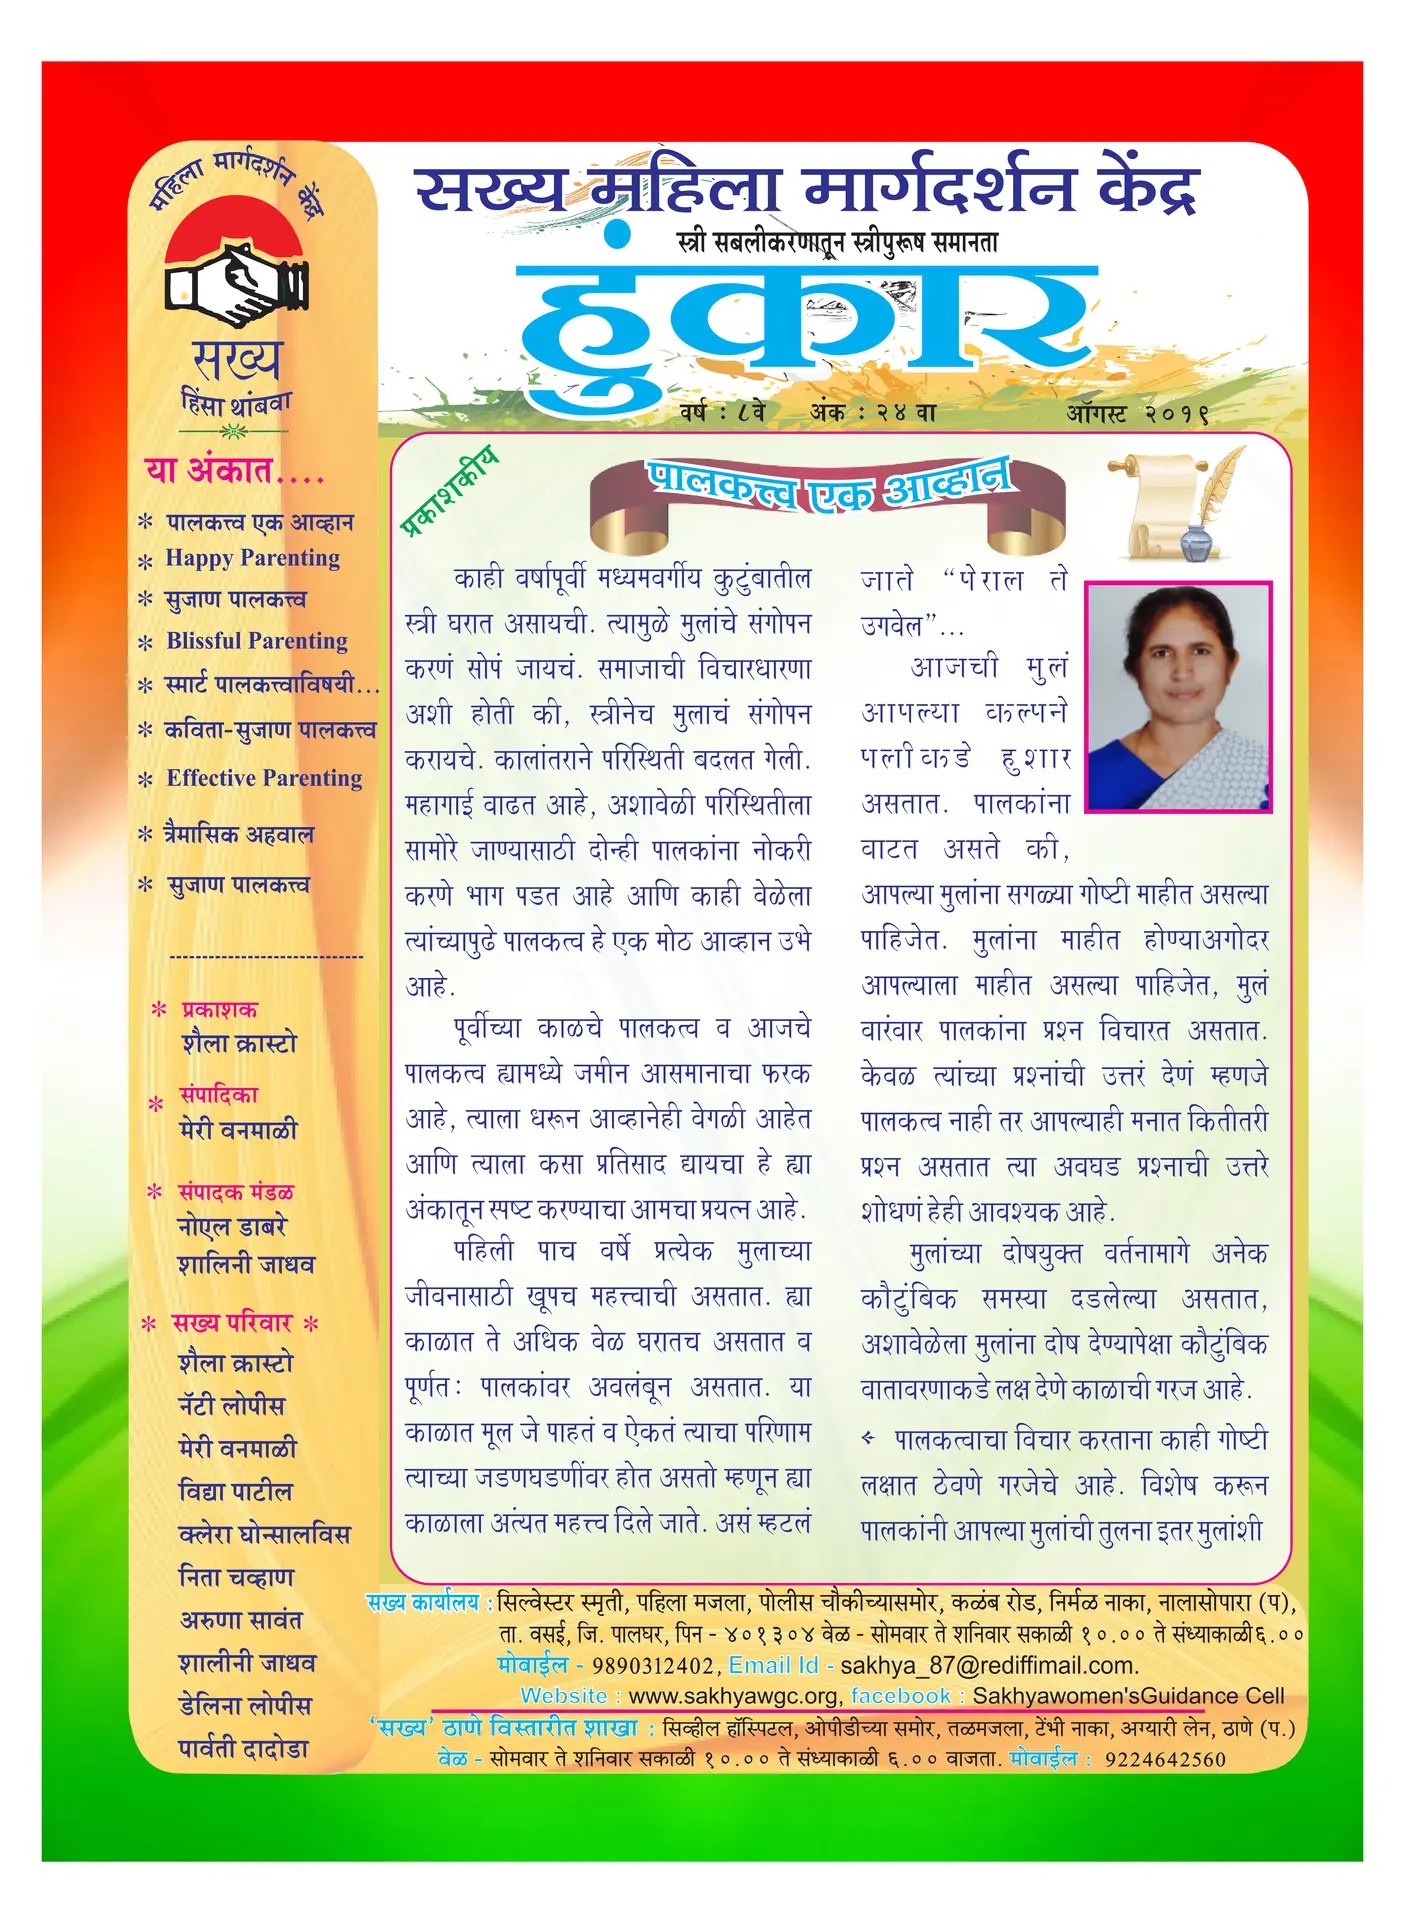 महिला मार्गदर्शन केंद्र
सख्य
हिंसा थांबवा
या अंकात....
* पालकत्त्व एक आव्हान
* Happy Parenting
* सुजाण पालकत्त्व
* Blissful Parenting
* स्मार्ट पालकत्त्वाविषयी...
* कविता-सुजाण पालकत्त्व
* Effective Parenting
* त्रैमासिक अहवाल
* सुजाण पालकत्त्व
------------------------------
* प्रकाशक
शैला क्रास्टो
* संपादिका
मेरी वनमाळी
* संपादक मंडळ
नोएल डाबरे
शालिनी जाधव
* सख्य परिवार *
शैला क्रास्टो
नॅटी लोपीस
मेरी वनमाळी
विद्या पाटील
क्लेरा घोन्सालविस
निता चव्हाण
अरुणा सावंत
शालीनी जाधव
डेलिना लोपीस
पार्वती दादोडा
सख्य महिला मार्गदर्शन केंद्र
स्त्री सबलीकरणातून स्त्रीपुरूष समानता
हुंकार
वर्ष : ८वे अंक : २४ वा ऑगस्ट २०१९
प्रकाशकीय
पालकत्त्व एक आव्हान
काही वर्षापूर्वी मध्यमवर्गीय कुटुंबातील
स्त्री घरात असायची. त्यामुळे मुलांचे संगोपन
करणं सोपं जायचं. समाजाची विचारधारणा
अशी होती की, स्त्रीनेच मुलाचं संगोपन
करायचे. कालांतराने परिस्थिती बदलत गेली.
महागाई वाढत आहे, अशावेळी परिस्थितीला
सामोरे जाण्यासाठी दोन्ही पालकांना नोकरी
करणे भाग पडत आहे आणि काही वेळेला
त्यांच्यापुढे पालकत्व हे एक मोठ आव्हान उभे
आहे.
पूर्वीच्या काळचे पालकत्व व आजचे
पालकत्व ह्यामध्ये जमीन आसमानाचा फरक
आहे, त्याला धरून आव्हानेही वेगळी आहेत
आणि त्याला कसा प्रतिसाद द्यायचा हे ह्या
अंकातून स्पष्ट करण्याचा आमचा प्रयत्न आहे.
पहिली पाच वर्षे प्रत्येक मुलाच्या
जीवनासाठी खूपच महत्त्वाची असतात. ह्या
काळात ते अधिक वेळ घरातच असतात व
पूर्णतः पालकांवर अवलंबून असतात. या
काळात मूल जे पाहतं व ऐकतं त्याचा परिणाम
त्याच्या जडणघडणींवर होत असतो म्हणून ह्या
काळाला अत्यंत महत्त्व दिले जाते. असं म्हटलं
जाते “पेराल ते
उगवेल”...
आजची मुलं
आपल्या कल्पने
पलीकडे हुशार
असतात. पालकांना
वाटत असते की,
आपल्या मुलांना सगळ्या गोष्टी माहीत असल्या
पाहिजेत. मुलांना माहीत होण्याअगोदर
आपल्याला माहीत असल्या पाहिजेत, मुलं
वारंवार पालकांना प्रश्न विचारत असतात.
केवळ त्यांच्या प्रश्नांची उत्तरं देणं म्हणजे
पालकत्व नाही तर आपल्याही मनात कितीतरी
प्रश्न असतात त्या अवघड प्रश्नाची उत्तरे
शोधणं हेही आवश्यक आहे.
मुलांच्या दोषयुक्त वर्तनामागे अनेक
कौटुंबिक समस्या दडलेल्या असतात,
अशावेळेला मुलांना दोष देण्यापेक्षा कौटुंबिक
वातावरणाकडे लक्ष देणे काळाची गरज आहे.
पालकत्वाचा विचार करताना काही गोष्टी
लक्षात ठेवणे गरजेचे आहे. विशेष करून
पालकांनी आपल्या मुलांची तुलना इतर मुलांशी
सख्य कार्यालय : सिल्वेस्टर स्मृती, पहिला मजला, पोलीस चौकीच्यासमोर, कळंब रोड, निर्मळ नाका, नालासोपारा (प),
ता. वसई, जि. पालघर, पिन - ४०१३०४ वेळ - सोमवार ते शनिवार सकाळी १०.०० ते संध्याकाळी६.००
मोवाईल - 9890312402, Email Id - sakhya_87@rediffimail.com.
Website : www.sakhyawgc.org, facebook : Sakhyawomen'sGuidance Cell
‘सख्य’ ठाणे विस्तारीत शाखा : सिव्हील हॉस्पिटल, ओपीडीच्या समोर, तळमजला, टेंभी नाका, अग्यारी लेन, ठाणे (प.)
वेळ - सोमवार ते शनिवार सकाळी १०.०० ते संध्याकाळी ६.०० वाजता. मोवाईल : 9224642560